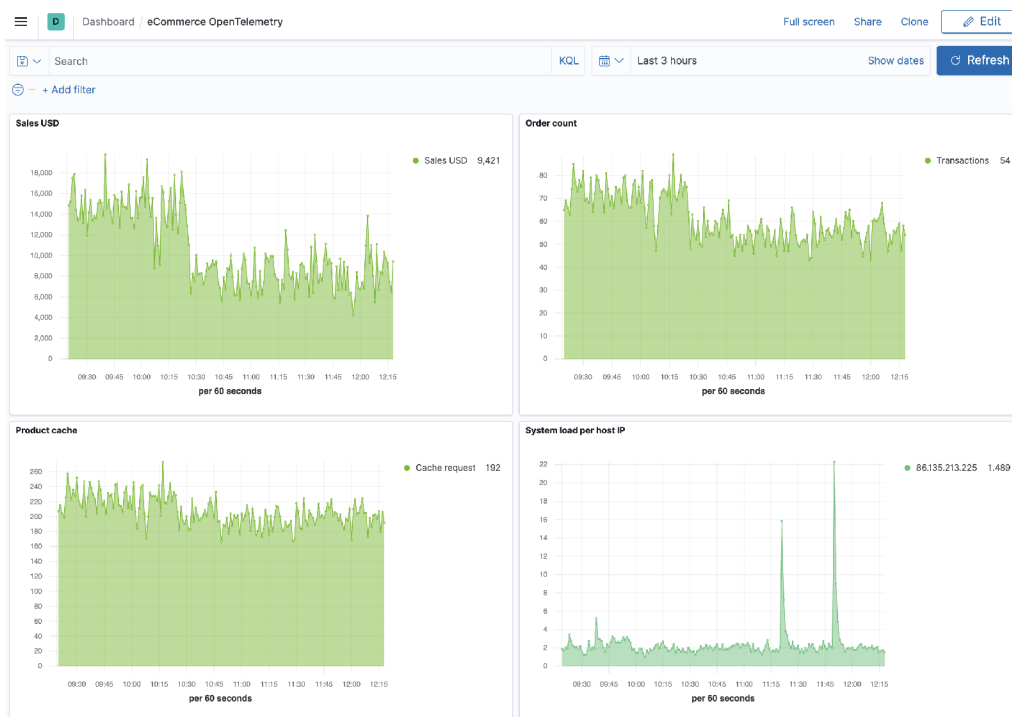 D Dashboard / eCommerce OpenTelemetry Full screen Share Clone Edit
Search KQL Last 3 hours Show dates Refresh
+ Add filter
Sales USD
18,000
16,000
14,000
12,000
10,000
8,000
6,000
4,000
2,000
0
09:30 09:45 10:00 10:15 10:30 10:45 11:00 11:15 11:30 11:45 12:00 12:15
per 60 seconds
Sales USD 9,421
Order count
80
70
60
50
40
30
20
10
0
09:30 09:45 10:00 10:15 10:30 10:45 11:00 11:15 11:30 11:45 12:00 12:15
per 60 seconds
Transactions 54
Product cache
260
240
220
200
180
160
140
120
100
80
60
40
20
0
09:30 09:45 10:00 10:15 10:30 10:45 11:00 11:15 11:30 11:45 12:00 12:15
per 60 seconds
Cache request 192
System load per host IP
22
20
18
16
14
12
10
8
6
4
2
0
09:30 09:45 10:00 10:15 10:30 10:45 11:00 11:15 11:30 11:45 12:00 12:15
per 60 seconds
86.135.213.225 1.489